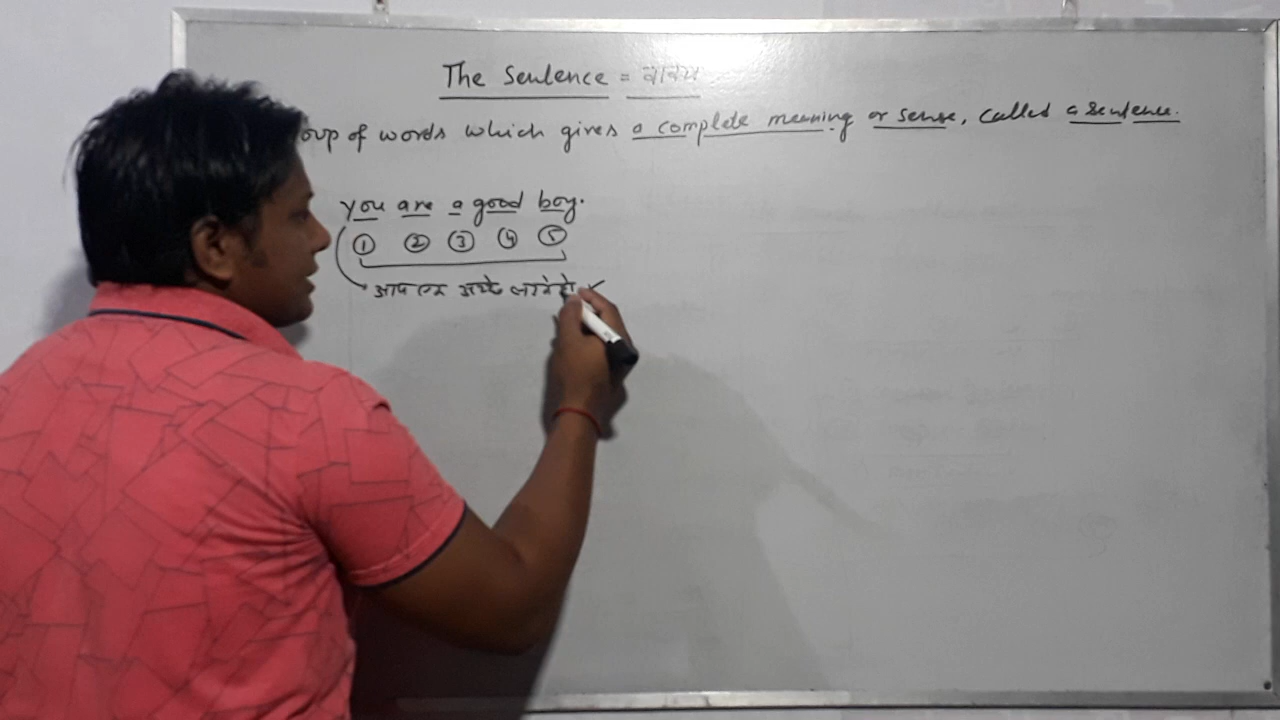 The Sentence = वाक्य
oup of words which gives a complete meaning or sense, called a sentence.
you are a good boy.
① ② ③ ④ ⑤
आप एक अच्छे लड़के हो ✓